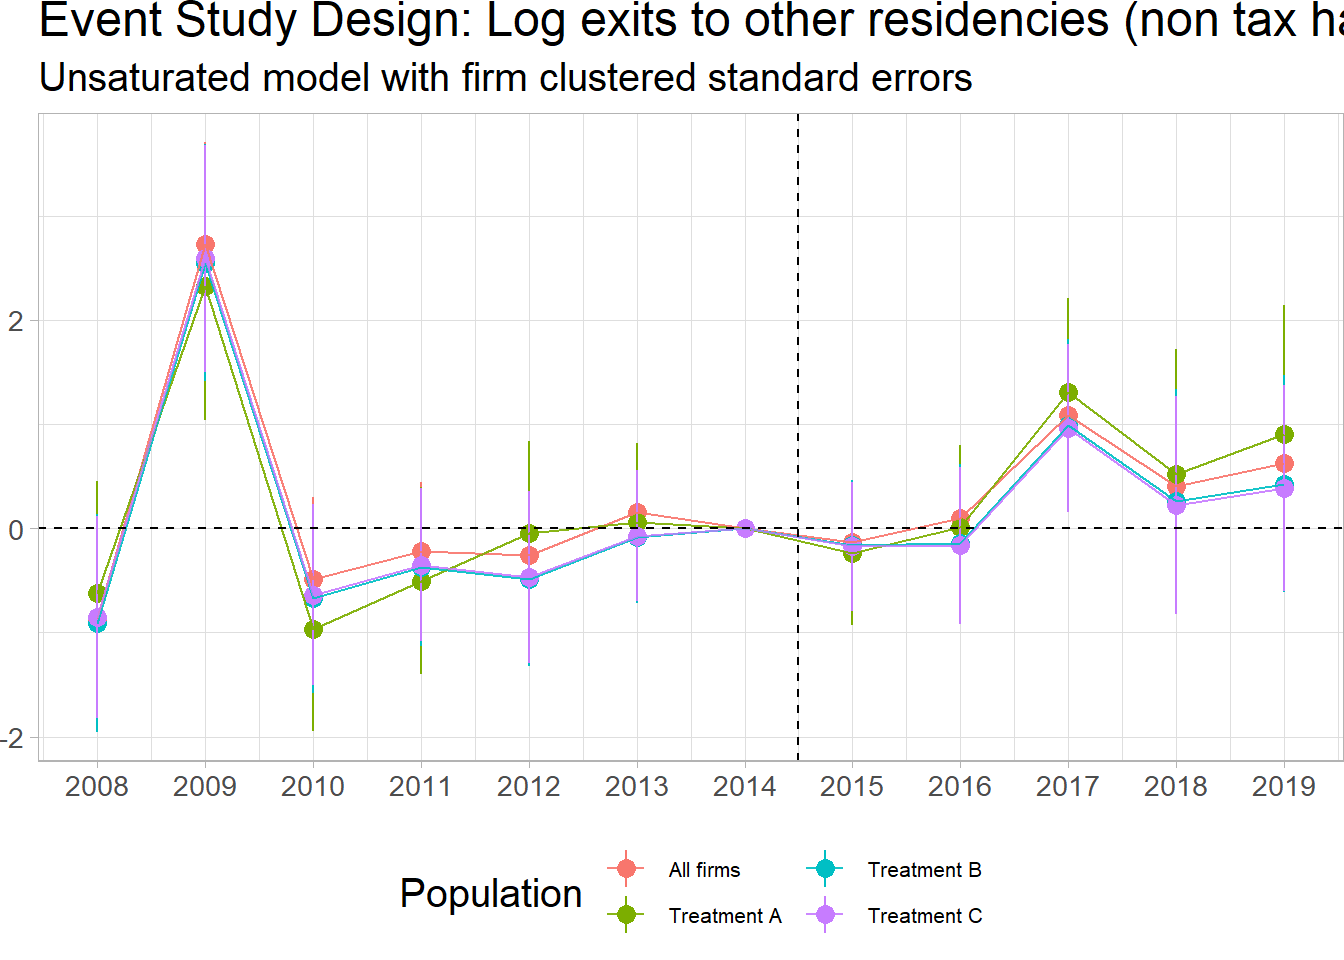 Event Study Design: Log exits to other residencies (non tax
Unsaturated model with firm clustered standard errors
2
0
-2
2008 2009 2010 2011 2012 2013 2014 2015 2016 2017 2018 2019
Population
All firms
Treatment A
Treatment B
Treatment C